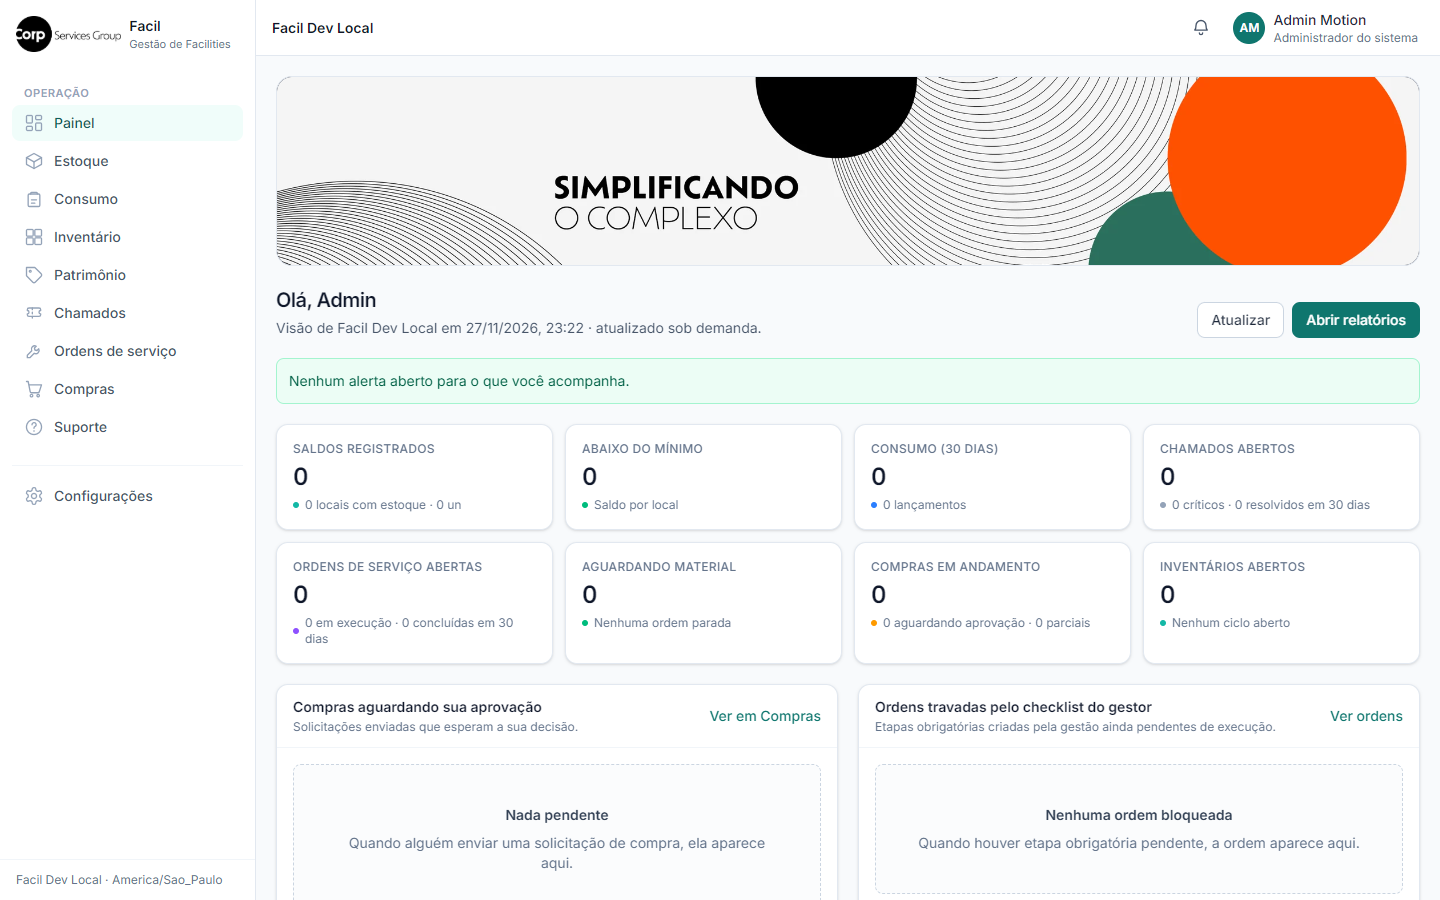 Corp Services Group
Facil
Gestão de Facilities
OPERAÇÃO
Painel
Estoque
Consumo
Inventário
Patrimônio
Chamados
Ordens de serviço
Compras
Suporte
Configurações
Facil Dev Local · America/Sao_Paulo
Facil Dev Local
AM
Admin Motion
Administrador do sistema
SIMPLIFICANDO
O COMPLEXO
Olá, Admin
Visão de Facil Dev Local em 27/11/2026, 23:22 · atualizado sob demanda.
Atualizar
Abrir relatórios
Nenhum alerta aberto para o que você acompanha.
SALDOS REGISTRADOS
0
0 locais com estoque · 0 un
ABAIXO DO MÍNIMO
0
Saldo por local
CONSUMO (30 DIAS)
0
0 lançamentos
CHAMADOS ABERTOS
0
0 críticos · 0 resolvidos em 30 dias
ORDENS DE SERVIÇO ABERTAS
0
0 em execução · 0 concluídas em 30
dias
AGUARDANDO MATERIAL
0
Nenhuma ordem parada
COMPRAS EM ANDAMENTO
0
0 aguardando aprovação · 0 parciais
INVENTÁRIOS ABERTOS
0
Nenhum ciclo aberto
Compras aguardando sua aprovação
Solicitações enviadas que esperam a sua decisão.
Ver em Compras
Nada pendente
Quando alguém enviar uma solicitação de compra, ela aparece
aqui.
Ordens travadas pelo checklist do gestor
Etapas obrigatórias criadas pela gestão ainda pendentes de execução.
Ver ordens
Nenhuma ordem bloqueada
Quando houver etapa obrigatória pendente, a ordem aparece aqui.